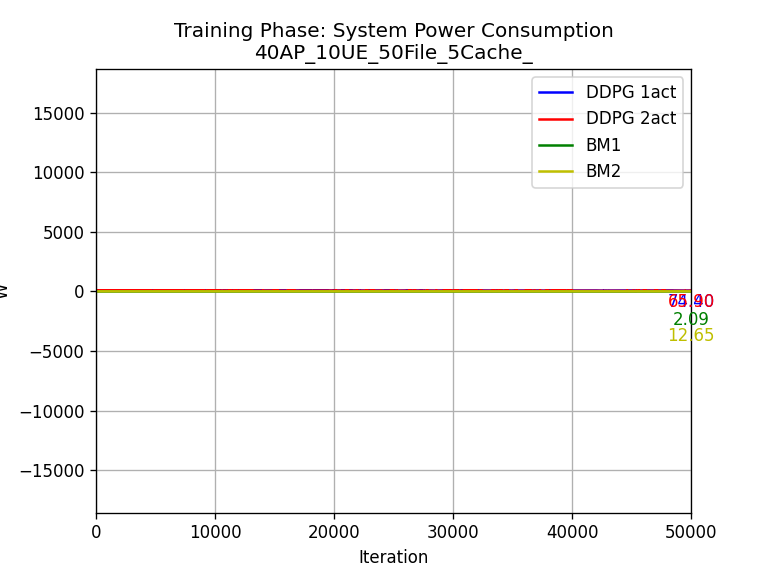 Training Phase: System Power Consumption
40AP_10UE_50File_5Cache_
DDPG 1act
DDPG 2act
BM1
BM2
15000
10000
5000
0
−5000
−10000
−15000
W
2.09
12.65
0
10000
20000
30000
40000
50000
Iteration